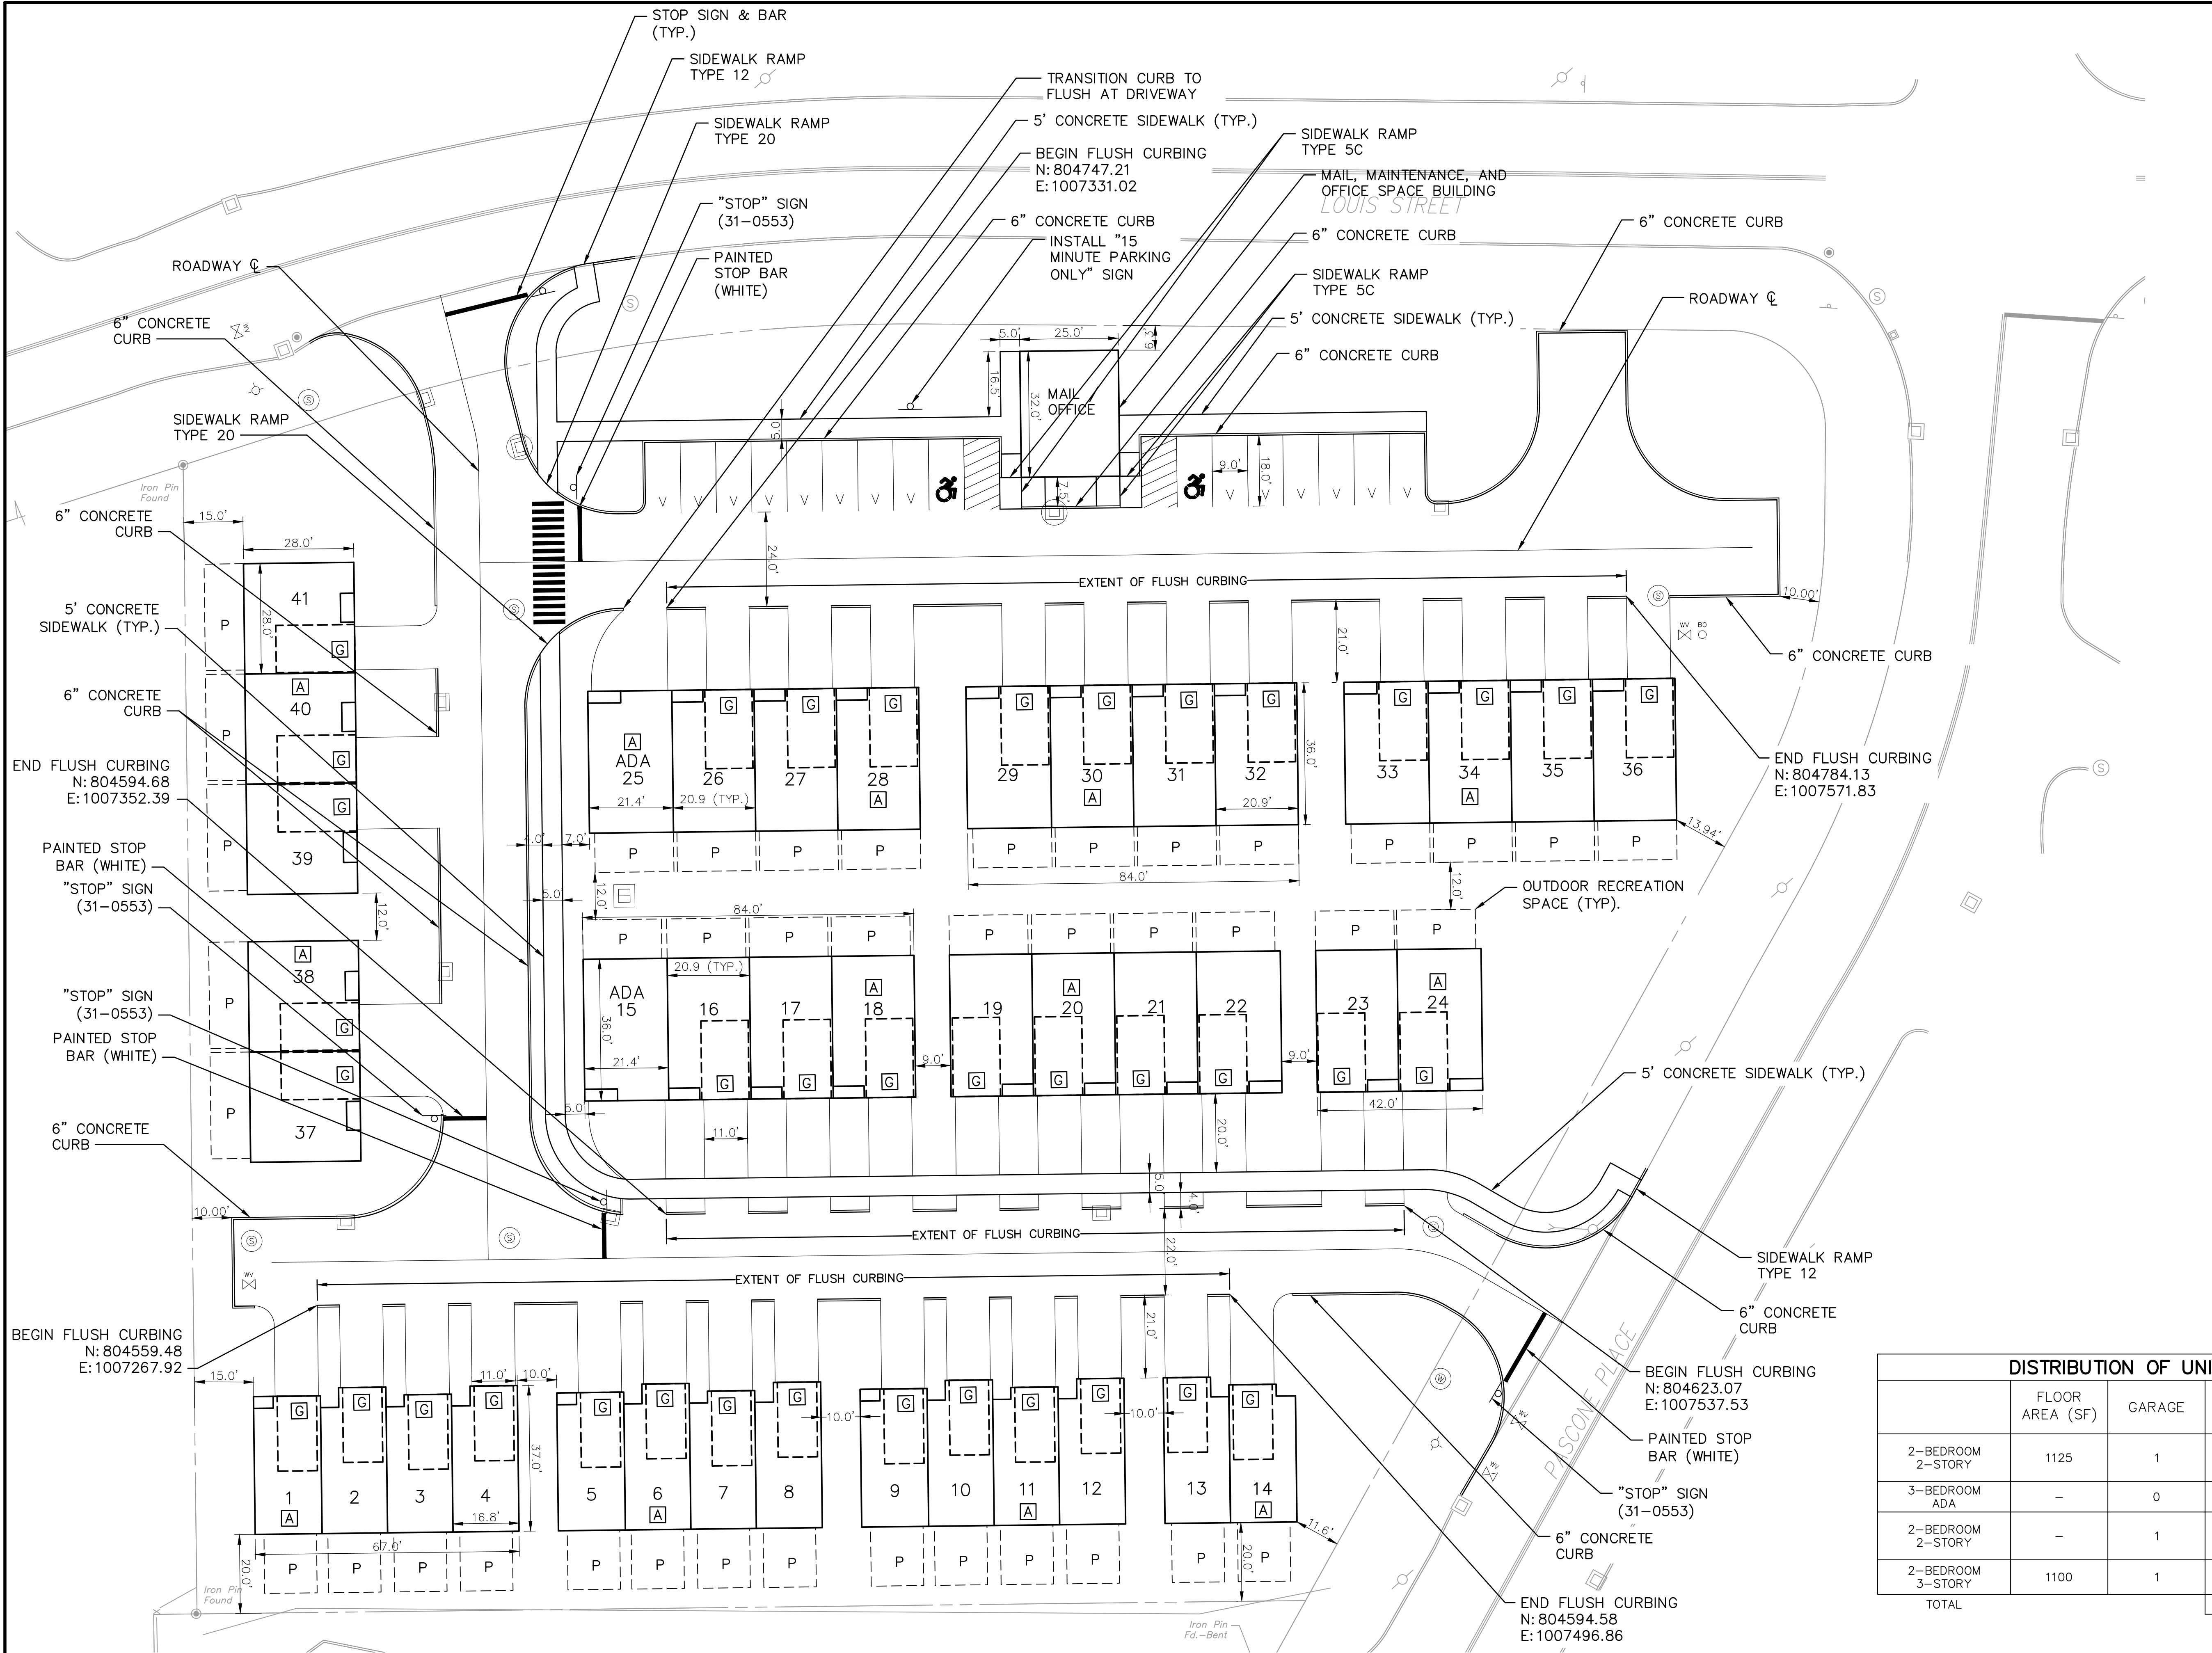 STOP SIGN & BAR
(TYP.)
SIDEWALK RAMP
TYPE 12
SIDEWALK RAMP
TYPE 20
"STOP" SIGN
(31-0553)
PAINTED
STOP BAR
(WHITE)
TRANSITION CURB TO
FLUSH AT DRIVEWAY
5' CONCRETE SIDEWALK (TYP.)
BEGIN FLUSH CURBING
N: 804747.21
E: 1007331.02
6" CONCRETE CURB
INSTALL "15
MINUTE PARKING
ONLY" SIGN
SIDEWALK RAMP
TYPE 5C
MAIL, MAINTENANCE, AND
OFFICE SPACE BUILDING
LOUIS STREET
6" CONCRETE CURB
SIDEWALK RAMP
TYPE 5C
5' CONCRETE SIDEWALK (TYP.)
6" CONCRETE CURB
6" CONCRETE CURB
ROADWAY ℄
ROADWAY ℄
6" CONCRETE
CURB
SIDEWALK RAMP
TYPE 20
Iron Pin
Found
6" CONCRETE
CURB
5' CONCRETE
SIDEWALK (TYP.)
6" CONCRETE
CURB
END FLUSH CURBING
N: 804594.68
E: 1007352.39
PAINTED STOP
BAR (WHITE)
"STOP" SIGN
(31-0553)
"STOP" SIGN
(31-0553)
PAINTED STOP
BAR (WHITE)
6" CONCRETE
CURB
BEGIN FLUSH CURBING
N: 804559.48
E: 1007267.92
5.0'
25.0'
6.3'
16.5'
32.0'
MAIL
OFFICE
5.0'
7.5'
9.0'
18.0'
V V V V V V V V
V V V V V V
24.0'
EXTENT OF FLUSH CURBING
10.00'
WV
BO
6" CONCRETE CURB
21.0'
15.0'
28.0'
28.0'
41
P
G
A
40
P
G
G
39
P
12.0'
A
38
P
G
G
37
P
10.00'
WV
G G G G G G G G G G G
A
ADA
25
26
27
28
A
29
30
A
31
32
33
34
A
35
36
21.4'
20.9 (TYP.)
20.9'
36.0'
P P P P P P P P P P P P
84.0'
13.94'
END FLUSH CURBING
N: 804784.13
E: 1007571.83
4.0'
7.0'
5.0'
12.0'
12.0'
OUTDOOR RECREATION
SPACE (TYP).
84.0'
P P P P P P P P P P
ADA
15
20.9 (TYP.)
16
17
A
18
19
A
20
21
22
23
A
24
36.0'
21.4'
G G G G G G G G G
9.0'
9.0'
42.0'
5.0'
11.0'
20.0'
5.0'
4.0'
5' CONCRETE SIDEWALK (TYP.)
EXTENT OF FLUSH CURBING
22.0'
SIDEWALK RAMP
TYPE 12
6" CONCRETE
CURB
EXTENT OF FLUSH CURBING
21.0'
15.0'
11.0'
10.0'
10.0'
10.0'
G G G G G G G G G G G G G G
1
A
2
3
4
5
6
A
7
8
9
10
11
A
12
13
14
A
37.0'
16.8'
67.0'
P P P P P P P P P P P P P P
20.0'
20.0'
11.6'
Iron Pin
Found
Iron Pin
Fd.-Bent
PASCONE PLACE
WV
WV
BEGIN FLUSH CURBING
N: 804623.07
E: 1007537.53
PAINTED STOP
BAR (WHITE)
"STOP" SIGN
(31-0553)
6" CONCRETE
CURB
END FLUSH CURBING
N: 804594.58
E: 1007496.86
DISTRIBUTION OF UNI
FLOOR
AREA (SF)
GARAGE
2-BEDROOM
2-STORY
1125
1
3-BEDROOM
ADA
-
0
2-BEDROOM
2-STORY
-
1
2-BEDROOM
3-STORY
1100
1
TOTAL